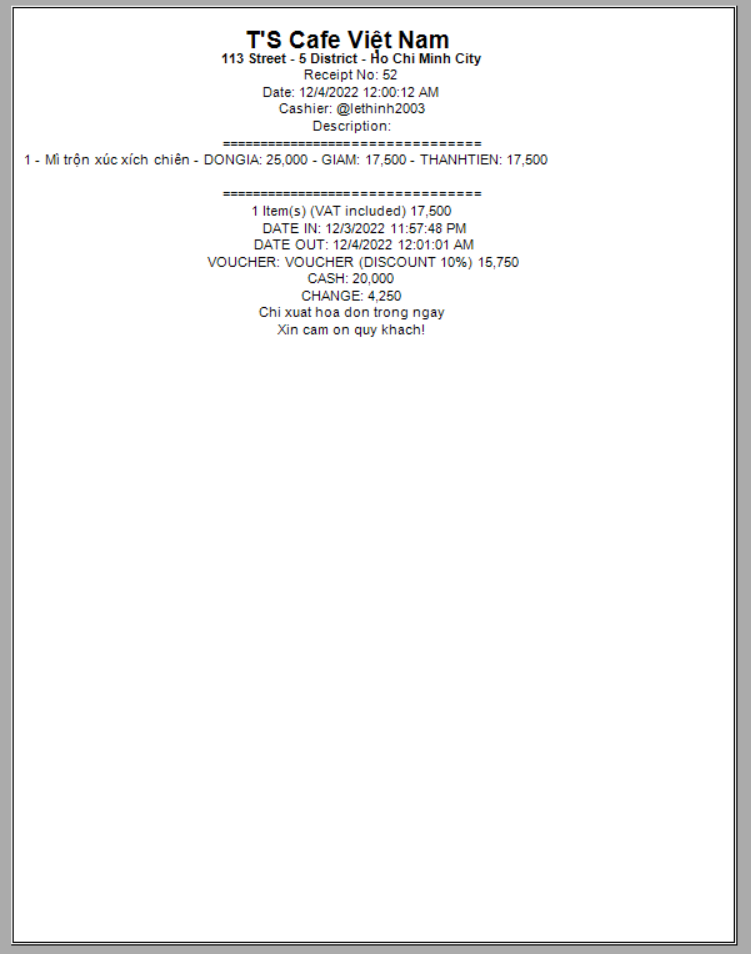 T'S Cafe Việt Nam
113 Street - 5 District - Ho Chi Minh City
Receipt No: 52
Date: 12/4/2022 12:00:12 AM
Cashier: @lethinh2003
Description:
==================================
1 - Mì trộn xúc xích chiên - DONGIA: 25,000 - GIAM: 17,500 - THANHTIEN: 17,500
==================================
1 Item(s) (VAT included) 17,500
DATE IN: 12/3/2022 11:57:48 PM
DATE OUT: 12/4/2022 12:01:01 AM
VOUCHER: VOUCHER (DISCOUNT 10%) 15,750
CASH: 20,000
CHANGE: 4,250
Chi xuat hoa don trong ngay
Xin cam on quy khach!